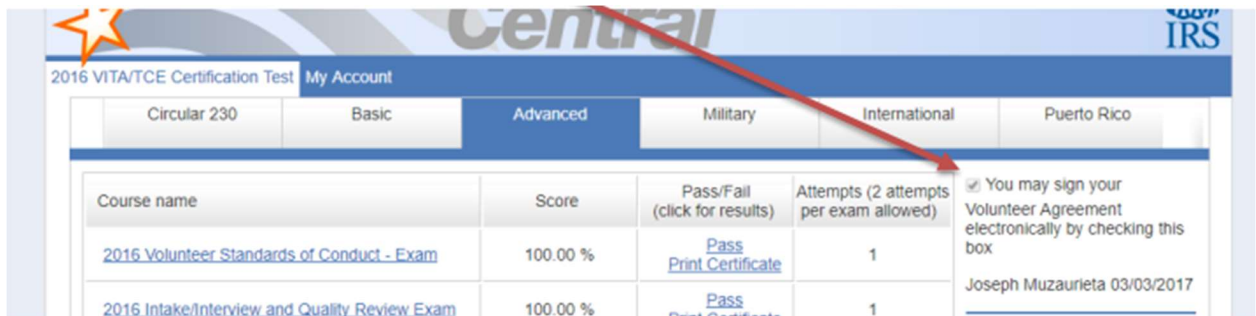 Central
IRS
2016 VITA/TCE Certification Test My Account
Circular 230 Basic Advanced Military International Puerto Rico
Course name Score Pass/Fail (click for results) Attempts (2 attempts per exam allowed)
2016 Volunteer Standards of Conduct - Exam 100.00 % Pass Print Certificate 1
2016 Intake/Interview and Quality Review Exam 100.00 % Pass Print Certificate 1
You may sign your
Volunteer Agreement
electronically by checking this
box
Joseph Muzaurieta 03/03/2017